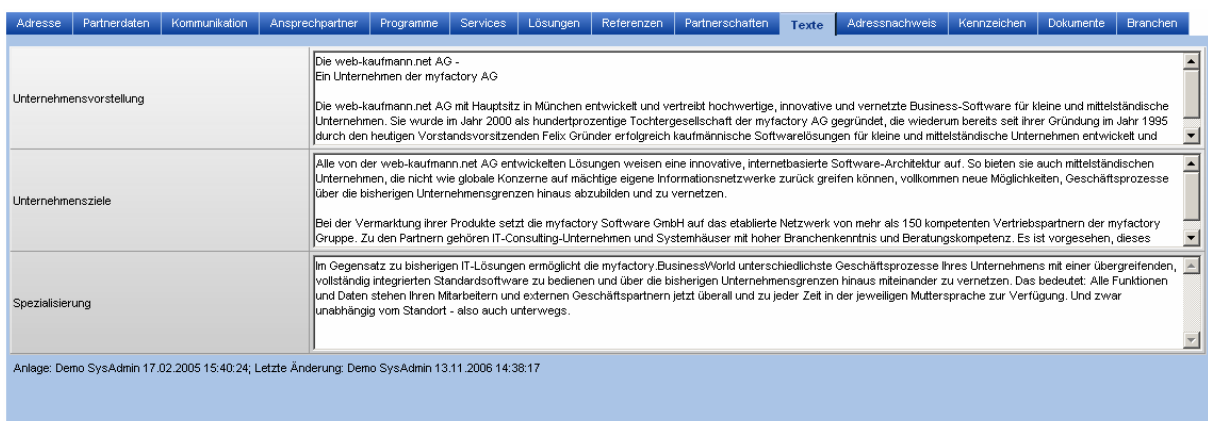 Adresse Partnerdaten Kommunikation Ansprechpartner Programme Services Lösungen Referenzen Partnerschaften Texte Adressnachweis Kennzeichen Dokumente Branchen
Unternehmensvorstellung
Die web-kaufmann.net AG -
Ein Unternehmen der myfactory AG
Die web-kaufmann.net AG mit Hauptsitz in München entwickelt und vertreibt hochwertige, innovative und vernetzte Business-Software für kleine und mittelständische
Unternehmen. Sie wurde im Jahr 2000 als hundertprozentige Tochtergesellschaft der myfactory AG gegründet, die wiederum bereits seit ihrer Gründung im Jahr 1995
durch den heutigen Vorstandsvorsitzenden Felix Gründer erfolgreich kaufmännische Softwarelösungen für kleine und mittelständische Unternehmen entwickelt und
Unternehmensziele
Alle von der web-kaufmann.net AG entwickelten Lösungen weisen eine innovative, internetbasierte Software-Architektur auf. So bieten sie auch mittelständischen
Unternehmen, die nicht wie globale Konzerne auf mächtige eigene Informationsnetzwerke zurück greifen können, vollkommen neue Möglichkeiten, Geschäftsprozesse
über die bisherigen Unternehmensgrenzen hinaus abzubilden und zu vernetzen.
Bei der Vermarktung ihrer Produkte setzt die myfactory Software GmbH auf das etablierte Netzwerk von mehr als 150 kompetenten Vertriebspartnern der myfactory
Gruppe. Zu den Partnern gehören IT-Consulting-Unternehmen und Systemhäuser mit hoher Branchenkenntnis und Beratungskompetenz. Es ist vorgesehen, dieses
Spezialisierung
Im Gegensatz zu bisherigen IT-Lösungen ermöglicht die myfactory.BusinessWorld unterschiedlichste Geschäftsprozesse Ihres Unternehmens mit einer übergreifenden,
vollständig integrierten Standardsoftware zu bedienen und über die bisherigen Unternehmensgrenzen hinaus miteinander zu vernetzen. Das bedeutet: Alle Funktionen
und Daten stehen Ihren Mitarbeitern und externen Geschäftspartnern jetzt überall und zu jeder Zeit in der jeweiligen Muttersprache zur Verfügung. Und zwar
unabhängig vom Standort - also auch unterwegs.
Anlage: Demo SysAdmin 17.02.2005 15:40:24; Letzte Änderung: Demo SysAdmin 13.11.2006 14:38:17